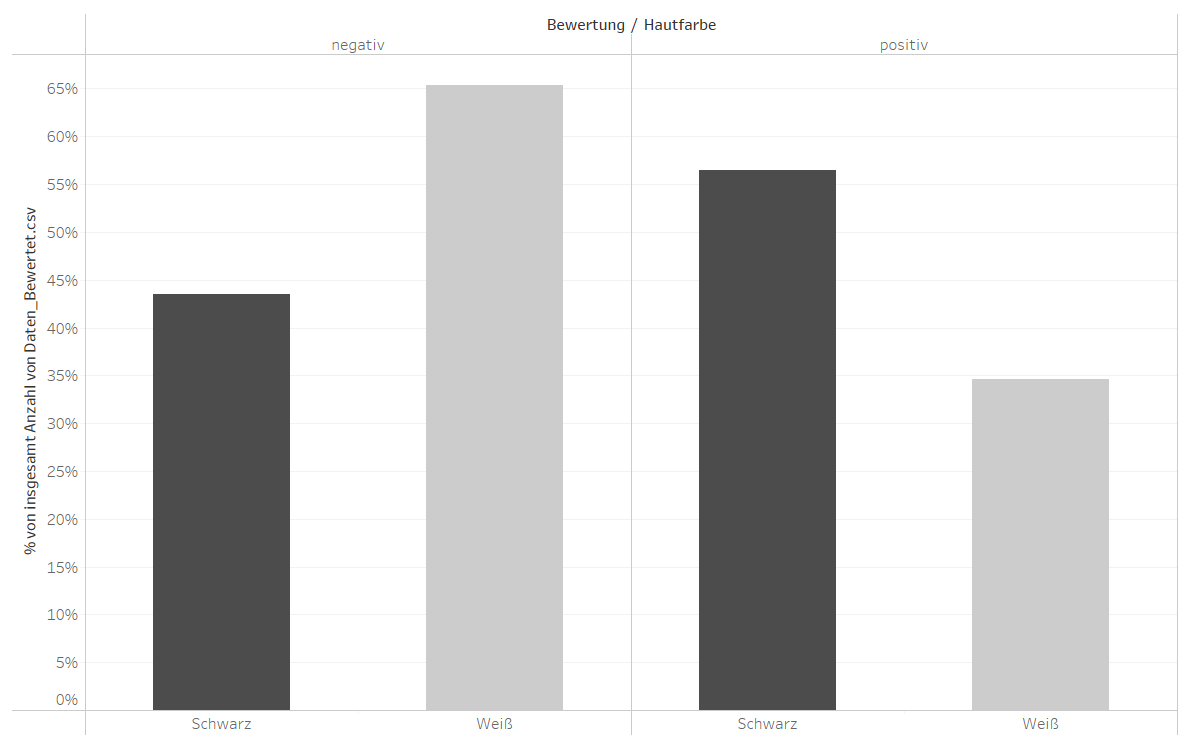 Bewertung / Hautfarbe
negativ
positiv
% von insgesamt Anzahl von Daten_Bewertet.csv
65%
60%
55%
50%
45%
40%
35%
30%
25%
20%
15%
10%
5%
0%
Schwarz
Weiß
Schwarz
Weiß